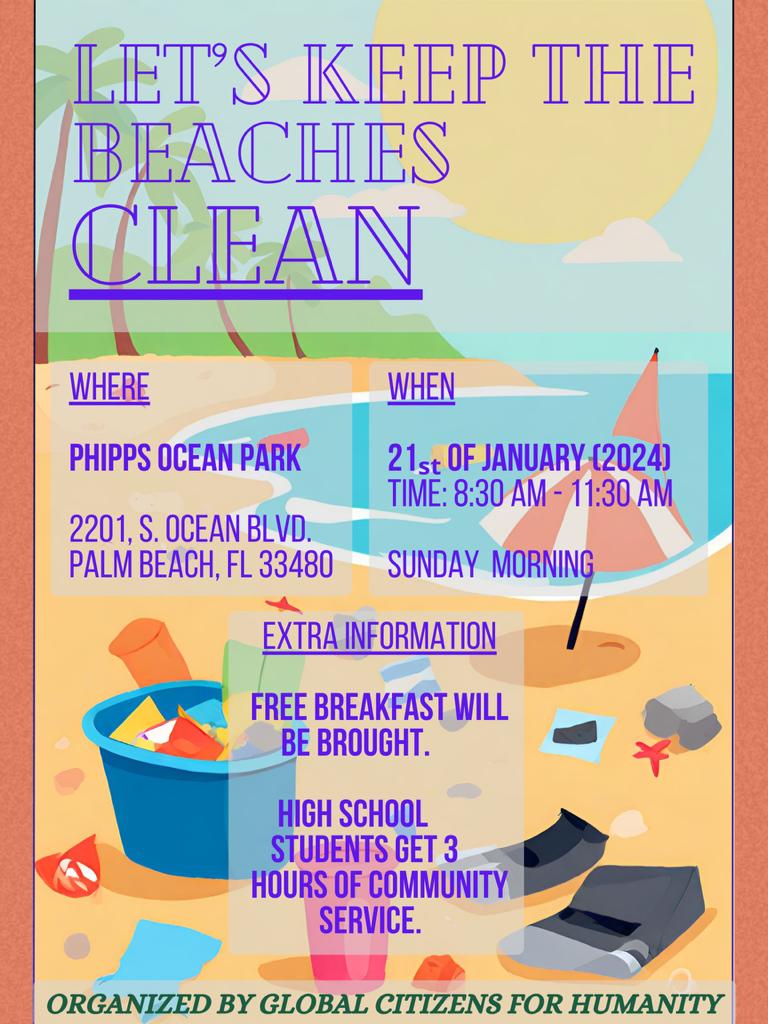 LET'S KEEP THE
BEACHES
CLEAN
WHERE
PHIPPS OCEAN PARK
2201, S. OCEAN BLVD.
PALM BEACH, FL 33480
WHEN
21st OF JANUARY (2024)
TIME: 8:30 AM - 11:30 AM
SUNDAY MORNING
EXTRA INFORMATION
FREE BREAKFAST WILL
BE BROUGHT.
HIGH SCHOOL
STUDENTS GET 3
HOURS OF COMMUNITY
SERVICE.
ORGANIZED BY GLOBAL CITIZENS FOR HUMANITY